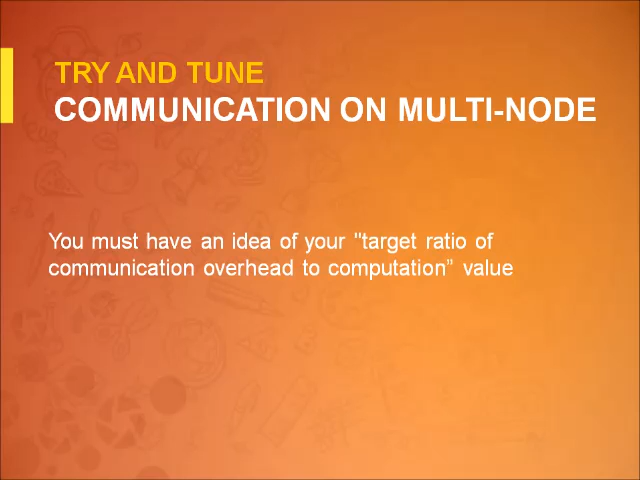 TRY AND TUNE
COMMUNICATION ON MULTI-NODE
You must have an idea of your "target ratio of
communication overhead to computation” value